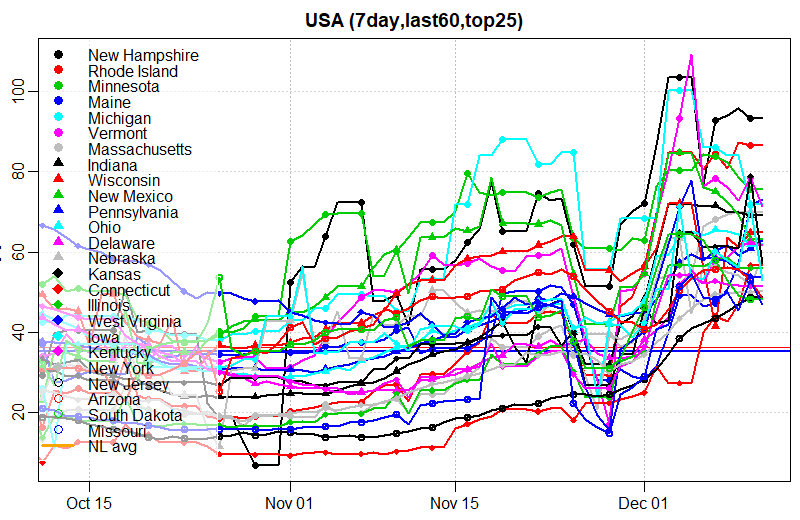 USA (7day,last60,top25)
New Hampshire
Rhode Island
Minnesota
Maine
Michigan
Vermont
Massachusetts
Indiana
Wisconsin
New Mexico
Pennsylvania
Ohio
Delaware
Nebraska
Kansas
Connecticut
Illinois
West Virginia
Iowa
Kentucky
New York
New Jersey
Arizona
South Dakota
Missouri
NL avg
100
80
60
40
20
Oct 15
Nov 01
Nov 15
Dec 01